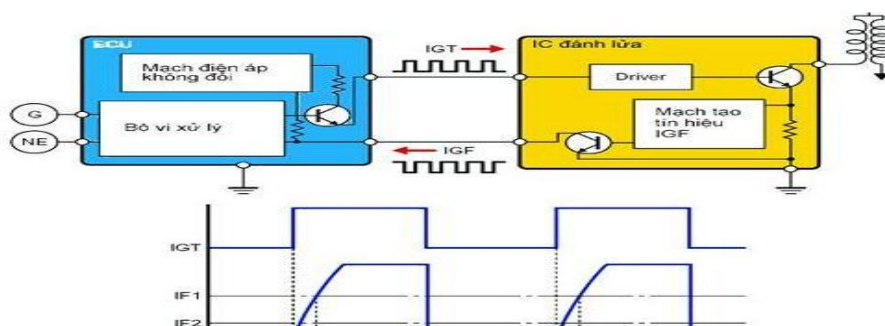 ECU
Mạch điện áp
không đổi
Bộ vi xử lý
G
NE
IGT
IGF
IC đánh lửa
Driver
Mạch tạo
tín hiệu
IGF
IGT
IF1
IF2